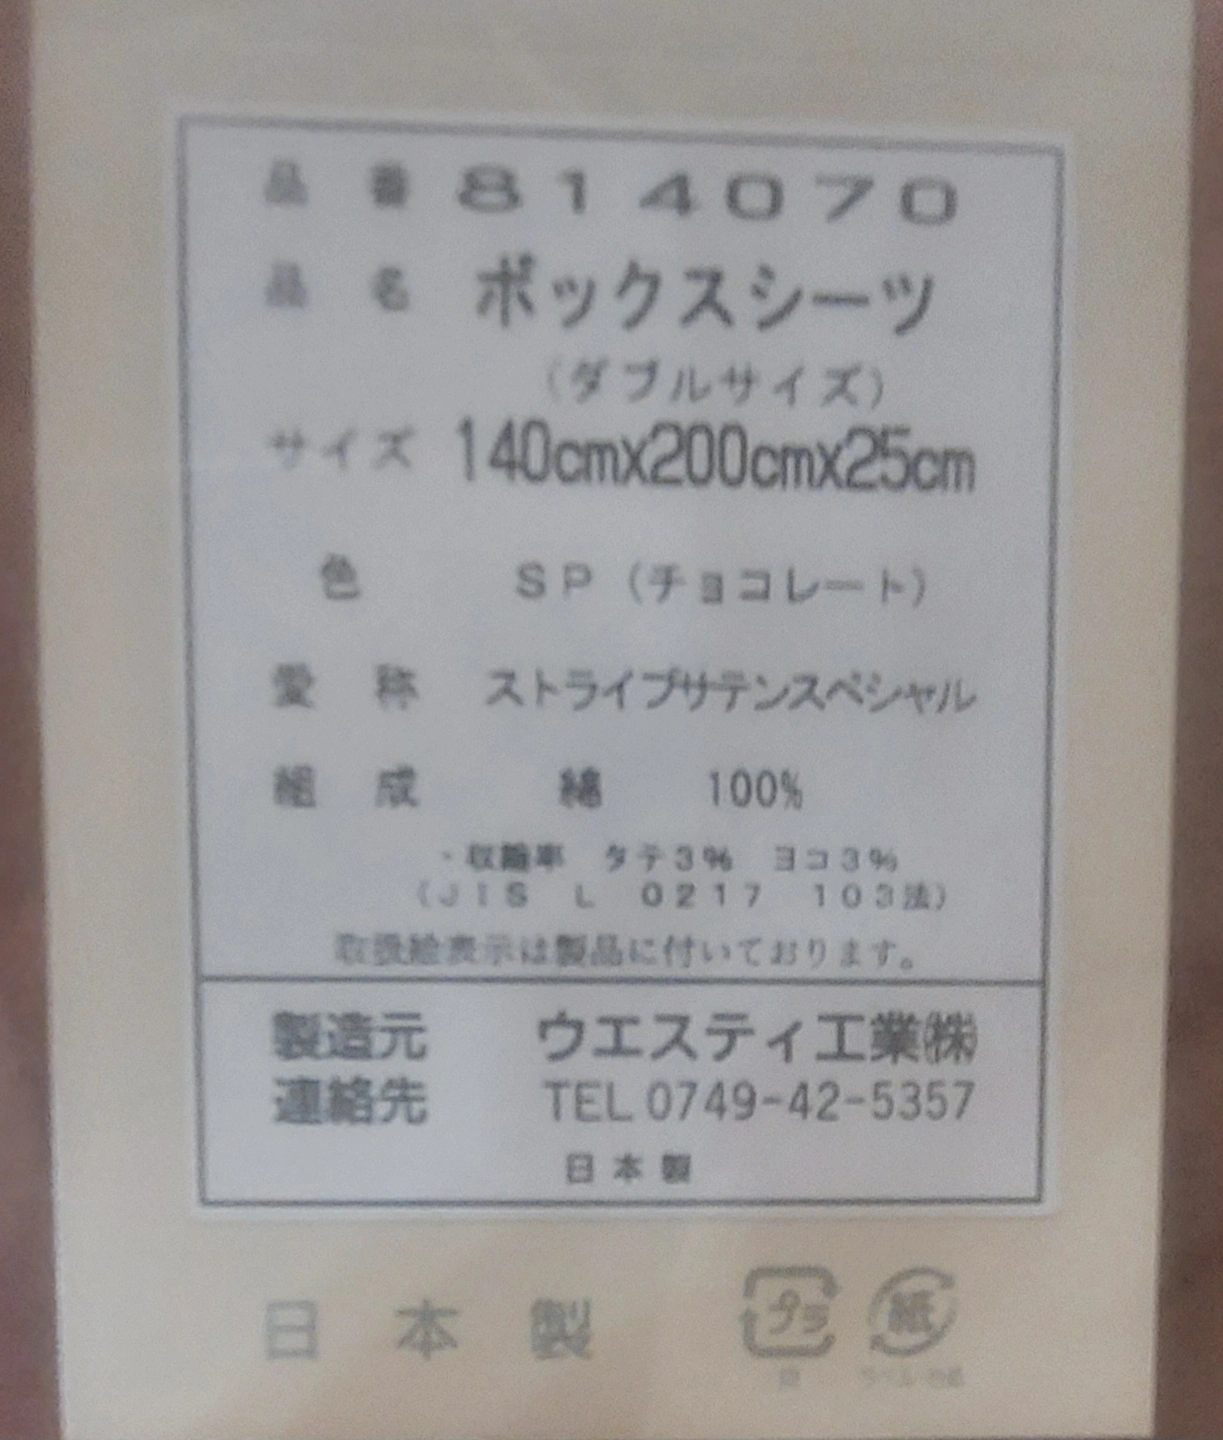 品番 814070
品名 ボックスシーツ
(ダブルサイズ)
サイズ 140cmx200cmx25cm
色 SP(チョコレート)
愛称 ストライプサテンスペシャル
組成 綿 100%
・収縮率 タテ3% ヨコ3%
(JIS L 0217 103法)
取扱絵表示は製品に付いております。
製造元 ウエスティ工業㈱
連絡先 TEL 0749-42-5357
日本製
日本製 プラ 紙